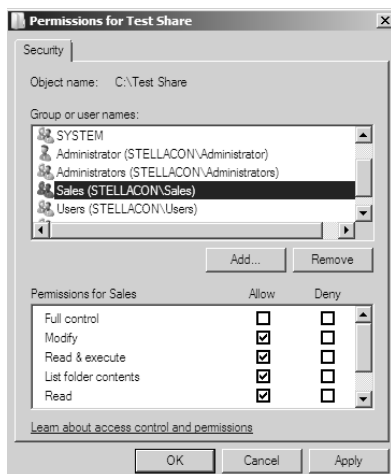 Permissions for Test Share
Security
Object name: C:\Test Share
Group or user names:
SYSTEM
Administrator (STELLACON\Administrator)
Administrators (STELLACON\Administrators)
Sales (STELLACON\Sales)
Users (STELLACON\Users)
Add... Remove
Permissions for Sales Allow Deny
Full control
Modify
Read & execute
List folder contents
Read
Learn about access control and permissions
OK Cancel Apply